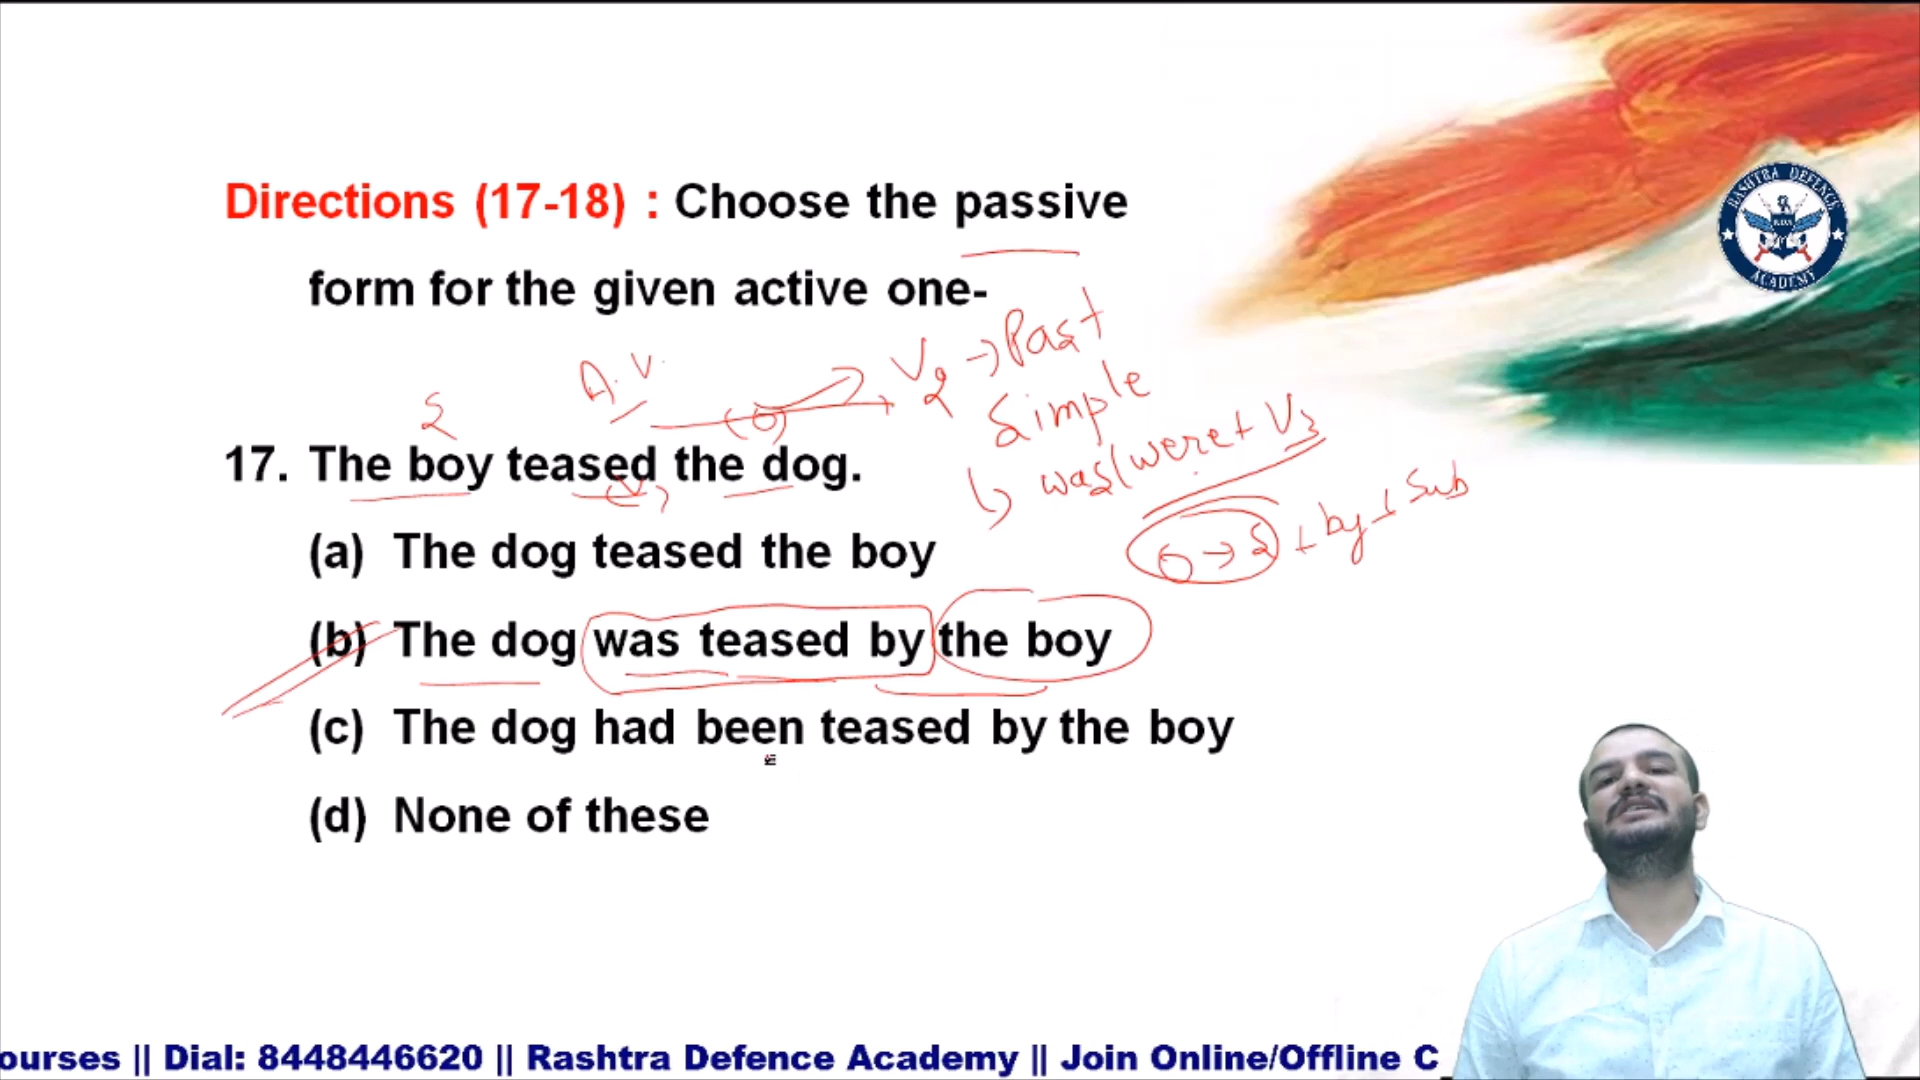 Directions (17-18) : Choose the passive
form for the given active one-
A.V.
V2 → Past
Simple
was/were + V3
O → S + by + Sub
S
(O)
17. The boy teased the dog.
(V)
(a) The dog teased the boy
(b) The dog was teased by the boy
(c) The dog had been teased by the boy
(d) None of these
RASHTRA DEFENCE
ACADEMY
ourses || Dial: 8448446620 || Rashtra Defence Academy || Join Online/Offline C